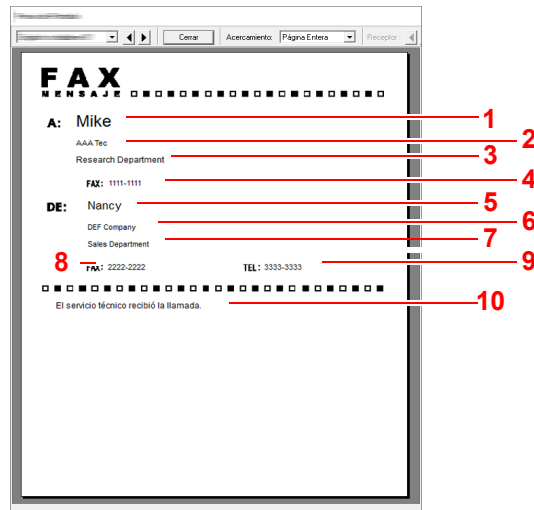 Cerrar Acercamiento: Página Entera Receptor:
FAX
MENSAJE
A: Mike 1
AAA Tec 2
Research Department 3
FAX: 1111-1111 4
DE: Nancy 5
DEF Company 6
Sales Department 7
8 FAX: 2222-2222 TEL: 3333-3333 9
El servicio técnico recibió la llamada. 10